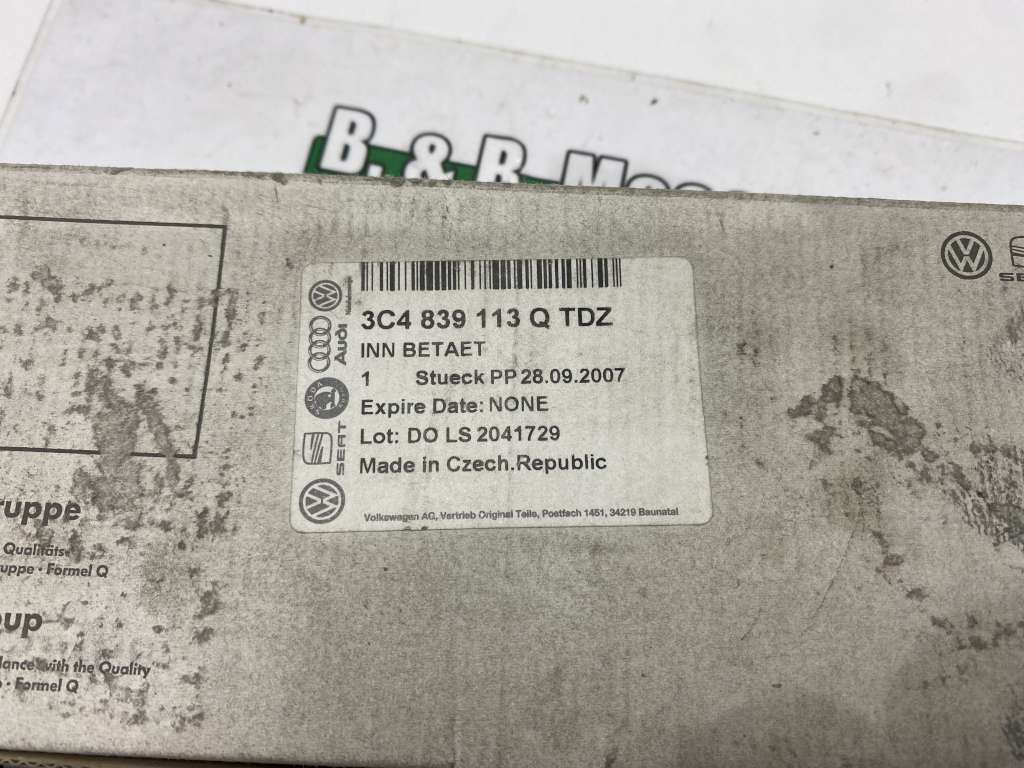 B. & B.
3C4 839 113 Q TDZ
INN BETAET
1 Stueck PP 28.09.2007
Expire Date: NONE
Lot: DO LS 2041729
Made in Czech.Republic
Volkswagen AG, Vertrieb Original Teile, Postfach 1451, 34219 Baunatal
Audi
SKODA
SEAT
ruppe
Qualitäts-
ruppe • Formel Q
oup
dance with the Quality
• Formel Q